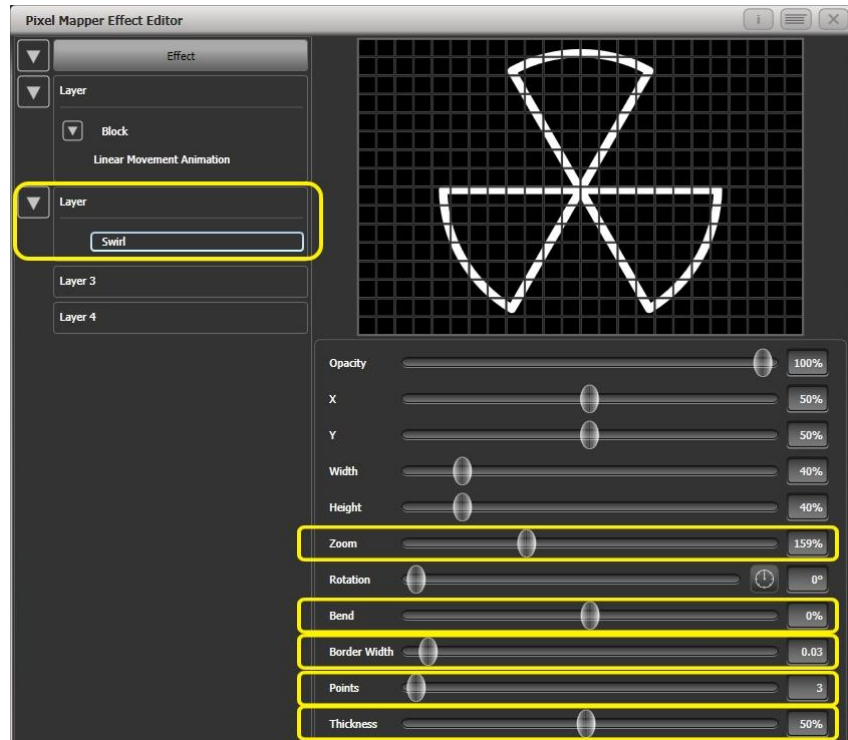 Pixel Mapper Effect Editor
i
Effect
Layer
Block
Linear Movement Animation
Layer
Swirl
Layer 3
Layer 4
Opacity 100%
X 50%
Y 50%
Width 40%
Height 40%
Zoom 159%
Rotation 0°
Bend 0%
Border Width 0.03
Points 3
Thickness 50%